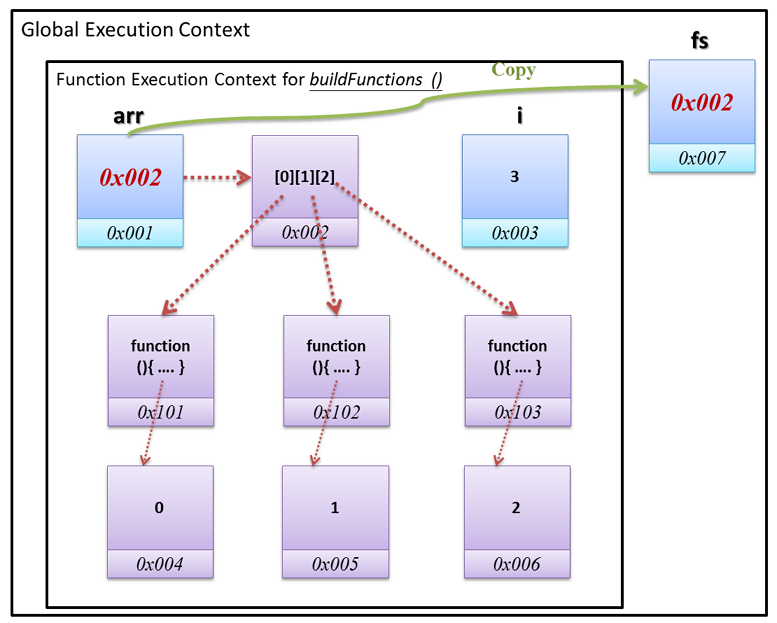 Global Execution Context
fs
Function Execution Context for buildFunctions ()
Copy
0x002
arr
i
0x007
0x002
[0][1][2]
3
0x001
0x002
0x003
function
(){ .... }
function
(){ .... }
function
(){ .... }
0x101
0x102
0x103
0
1
2
0x004
0x005
0x006